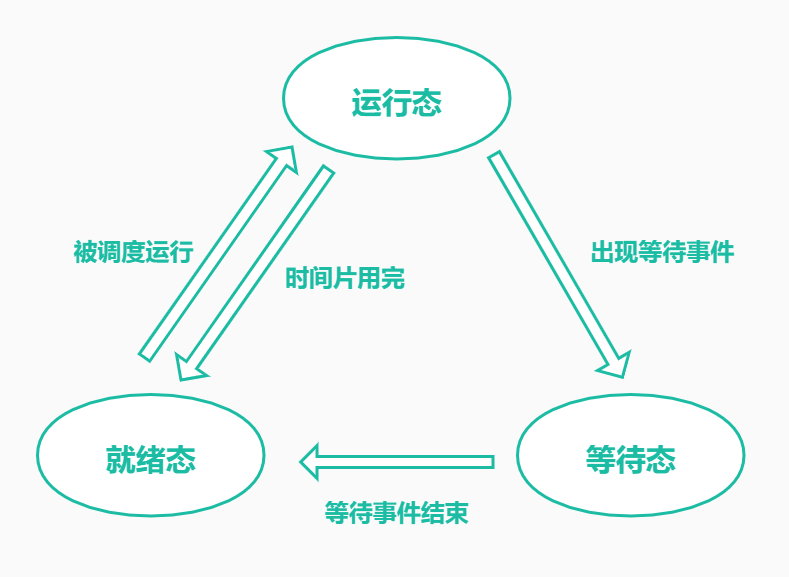 运行态
被调度运行
出现等待事件
时间片用完
就绪态
等待态
等待事件结束